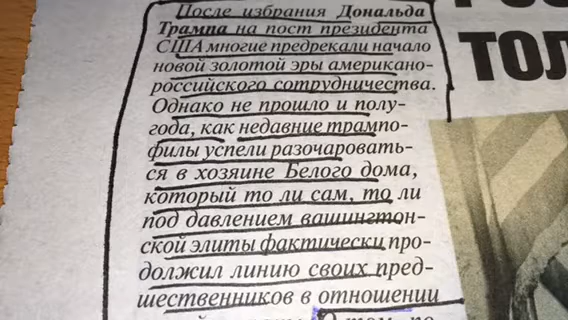 После избрания Дональда
Трампа на пост президента
США многие предрекали начало
новой золотой эры американо-
российского сотрудничества.
Однако не прошло и полу-
года, как недавние трампо-
филы успели разочаровать-
ся в хозяине Белого дома,
который то ли сам, то ли
под давлением вашингтон-
ской элиты фактически про-
должил линию своих пред-
шественников в отношении
ТОЛ